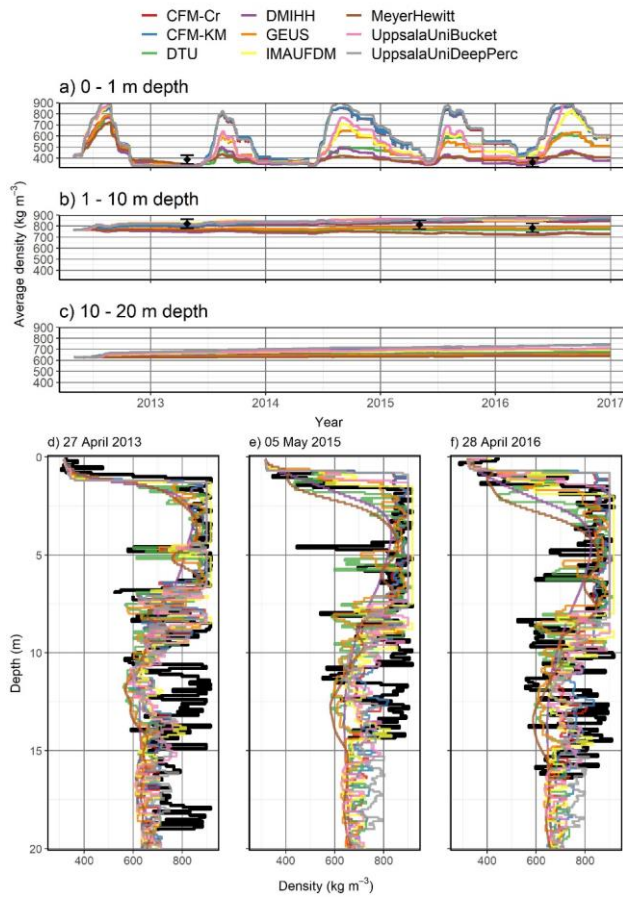 CFM-Cr DMIHH MeyerHewitt
CFM-KM GEUS UppsalaUniBucket
DTU IMAUFDM UppsalaUniDeepPerc
a) 0 - 1 m depth
900
800
700
600
500
400
b) 1 - 10 m depth
900
800
700
600
500
400
c) 10 - 20 m depth
900
800
700
600
500
400
Average density (kg m⁻³)
2013 2014 2015 2016 2017
Year
d) 27 April 2013 e) 05 May 2015 f) 28 April 2016
0
5
10
15
20
Depth (m)
400 600 800 400 600 800 400 600 800
Density (kg m⁻³)